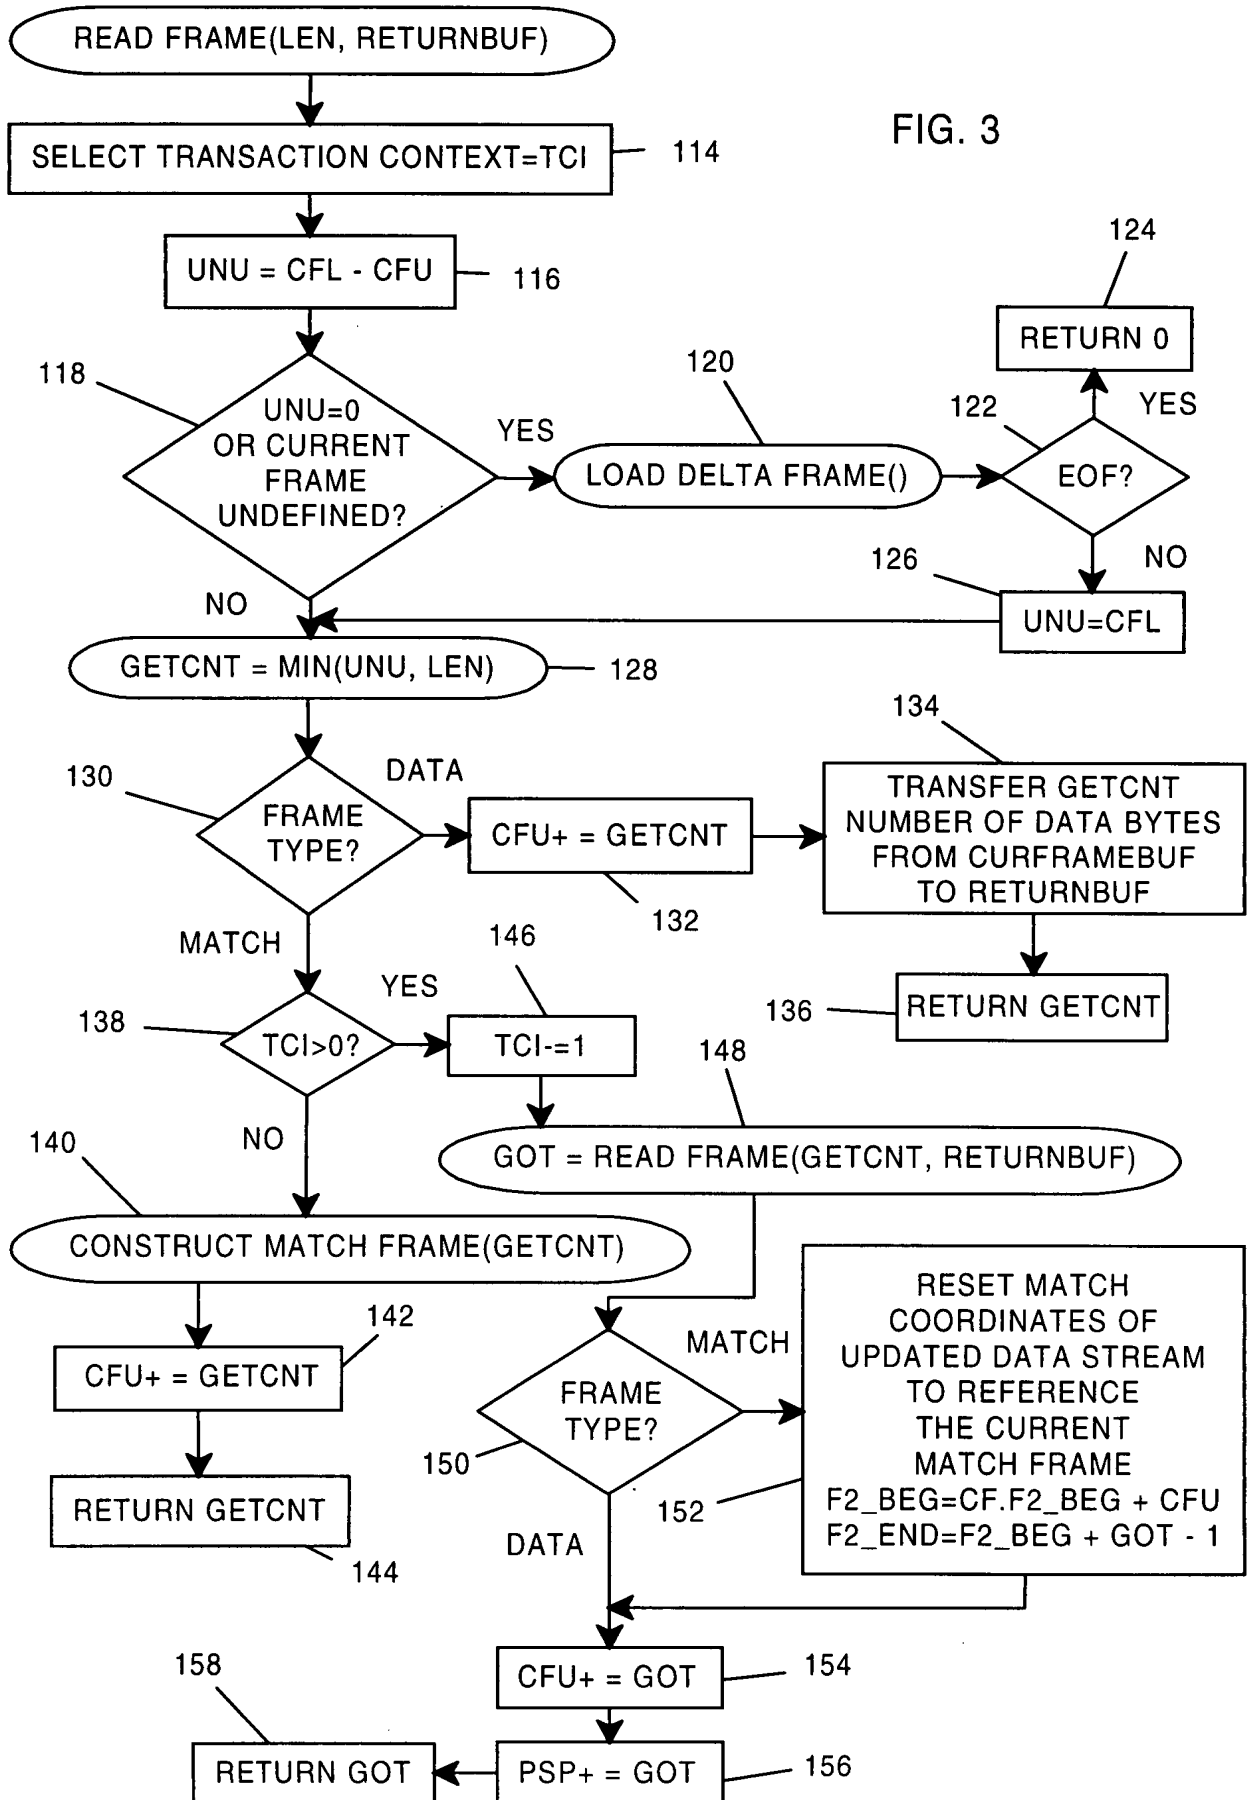 READ FRAME(LEN, RETURNBUF)
FIG. 3
SELECT TRANSACTION CONTEXT=TCI
114
UNU = CFL - CFU
116
124
RETURN 0
118
UNU=0
OR CURRENT
FRAME
UNDEFINED?
YES
120
LOAD DELTA FRAME()
122
YES
EOF?
NO
126
UNU=CFL
NO
GETCNT = MIN(UNU, LEN)
128
130
FRAME
TYPE?
DATA
CFU+ = GETCNT
132
134
TRANSFER GETCNT
NUMBER OF DATA BYTES
FROM CURFRAMEBUF
TO RETURNBUF
136
RETURN GETCNT
MATCH
138
TCI>0?
YES
146
TCI-=1
148
GOT = READ FRAME(GETCNT, RETURNBUF)
NO
140
CONSTRUCT MATCH FRAME(GETCNT)
142
CFU+ = GETCNT
RETURN GETCNT
144
150
FRAME
TYPE?
MATCH
RESET MATCH
COORDINATES OF
UPDATED DATA STREAM
TO REFERENCE
THE CURRENT
MATCH FRAME
F2_BEG=CF.F2_BEG + CFU
F2_END=F2_BEG + GOT - 1
152
DATA
CFU+ = GOT
154
PSP+ = GOT
156
158
RETURN GOT